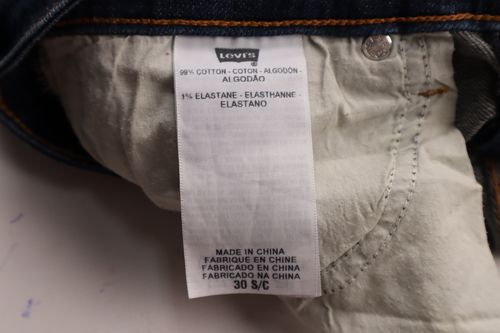 Levi's
®
99% COTTON - COTON - ALGODÓN -
ALGODÃO
1% ELASTANE - ELASTHANNE -
ELASTANO
MADE IN CHINA
FABRIQUE EN CHINE
FABRICADO EN CHINA
FABRICADO NA CHINA
30 S/C